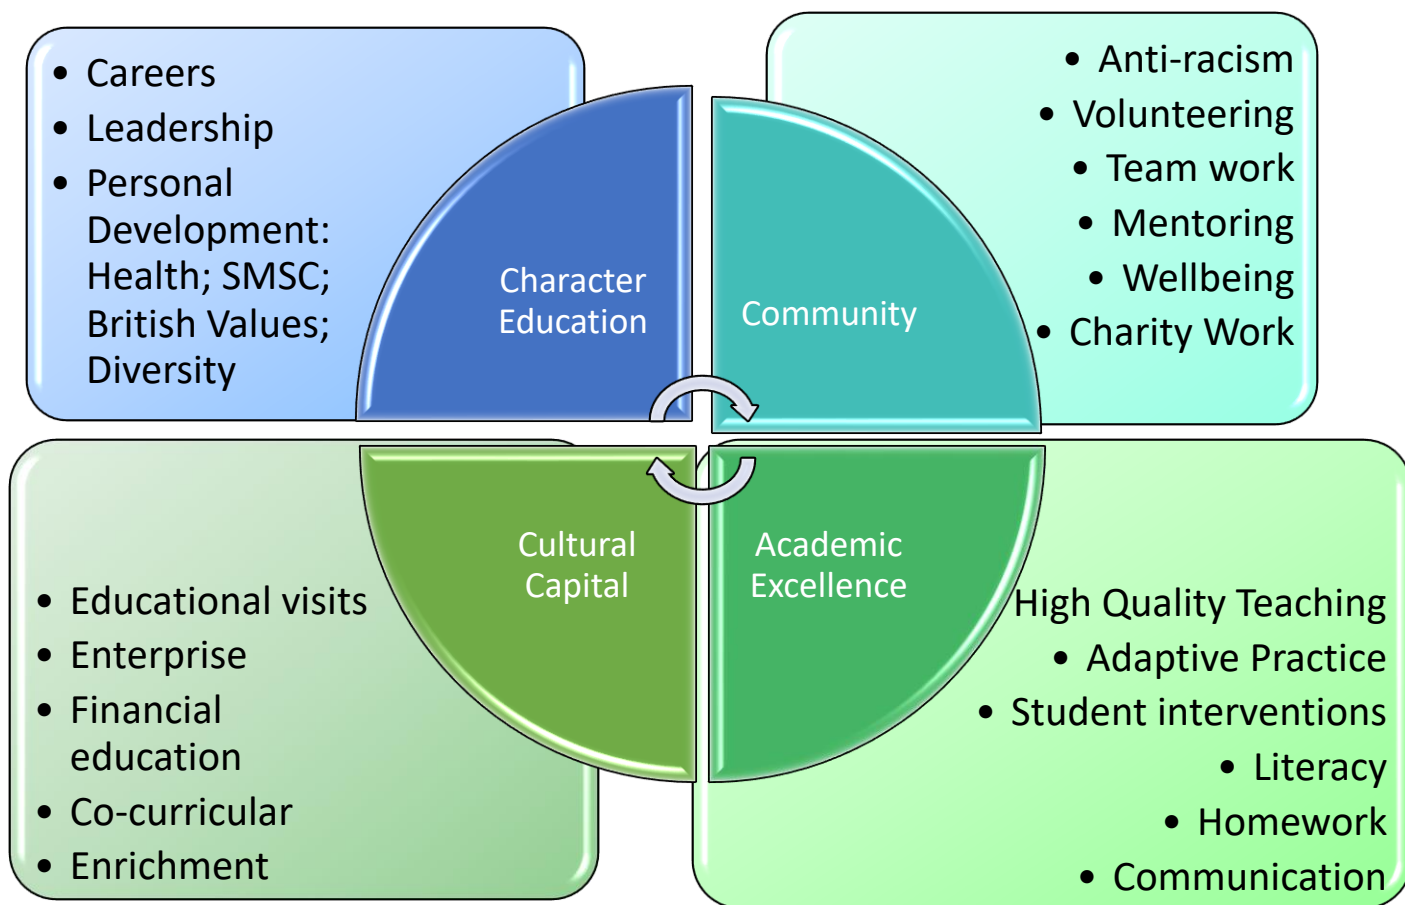 • Careers
• Leadership
• Personal
Development:
Health; SMSC;
British Values;
Diversity
Character
Education
Community
• Anti-racism
• Volunteering
• Team work
• Mentoring
• Wellbeing
• Charity Work
Cultural
Capital
• Educational visits
• Enterprise
• Financial
education
• Co-curricular
• Enrichment
Academic
Excellence
High Quality Teaching
• Adaptive Practice
• Student interventions
• Literacy
• Homework
• Communication